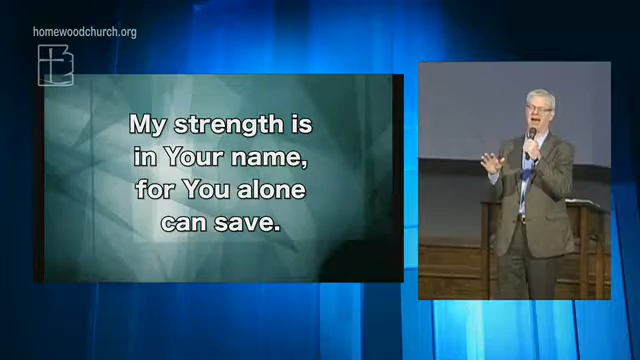 homewoodchurch.org
My strength is
in Your name,
for You alone
can save.